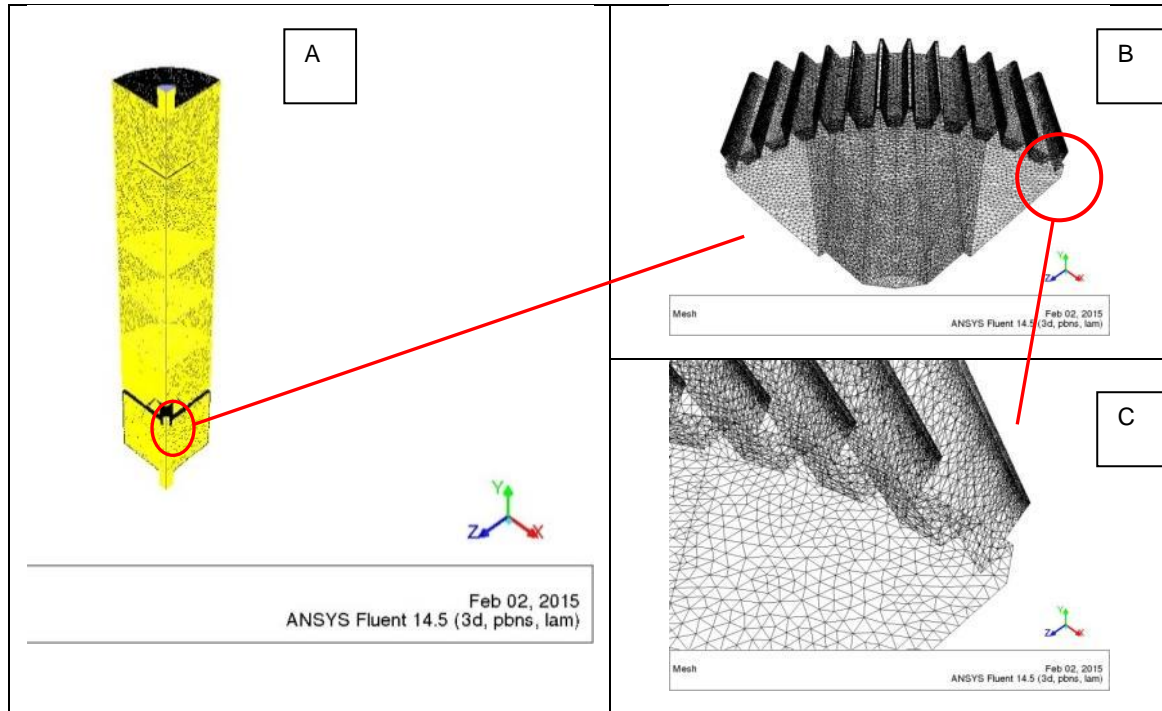 A
Y
Z
X
Feb 02, 2015
ANSYS Fluent 14.5 (3d, pbns, lam)
B
Y
Z
X
Mesh
Feb 02, 2015
ANSYS Fluent 14.5 (3d, pbns, lam)
C
Y
Z
X
Mesh
Feb 02, 2015
ANSYS Fluent 14.5 (3d, pbns, lam)